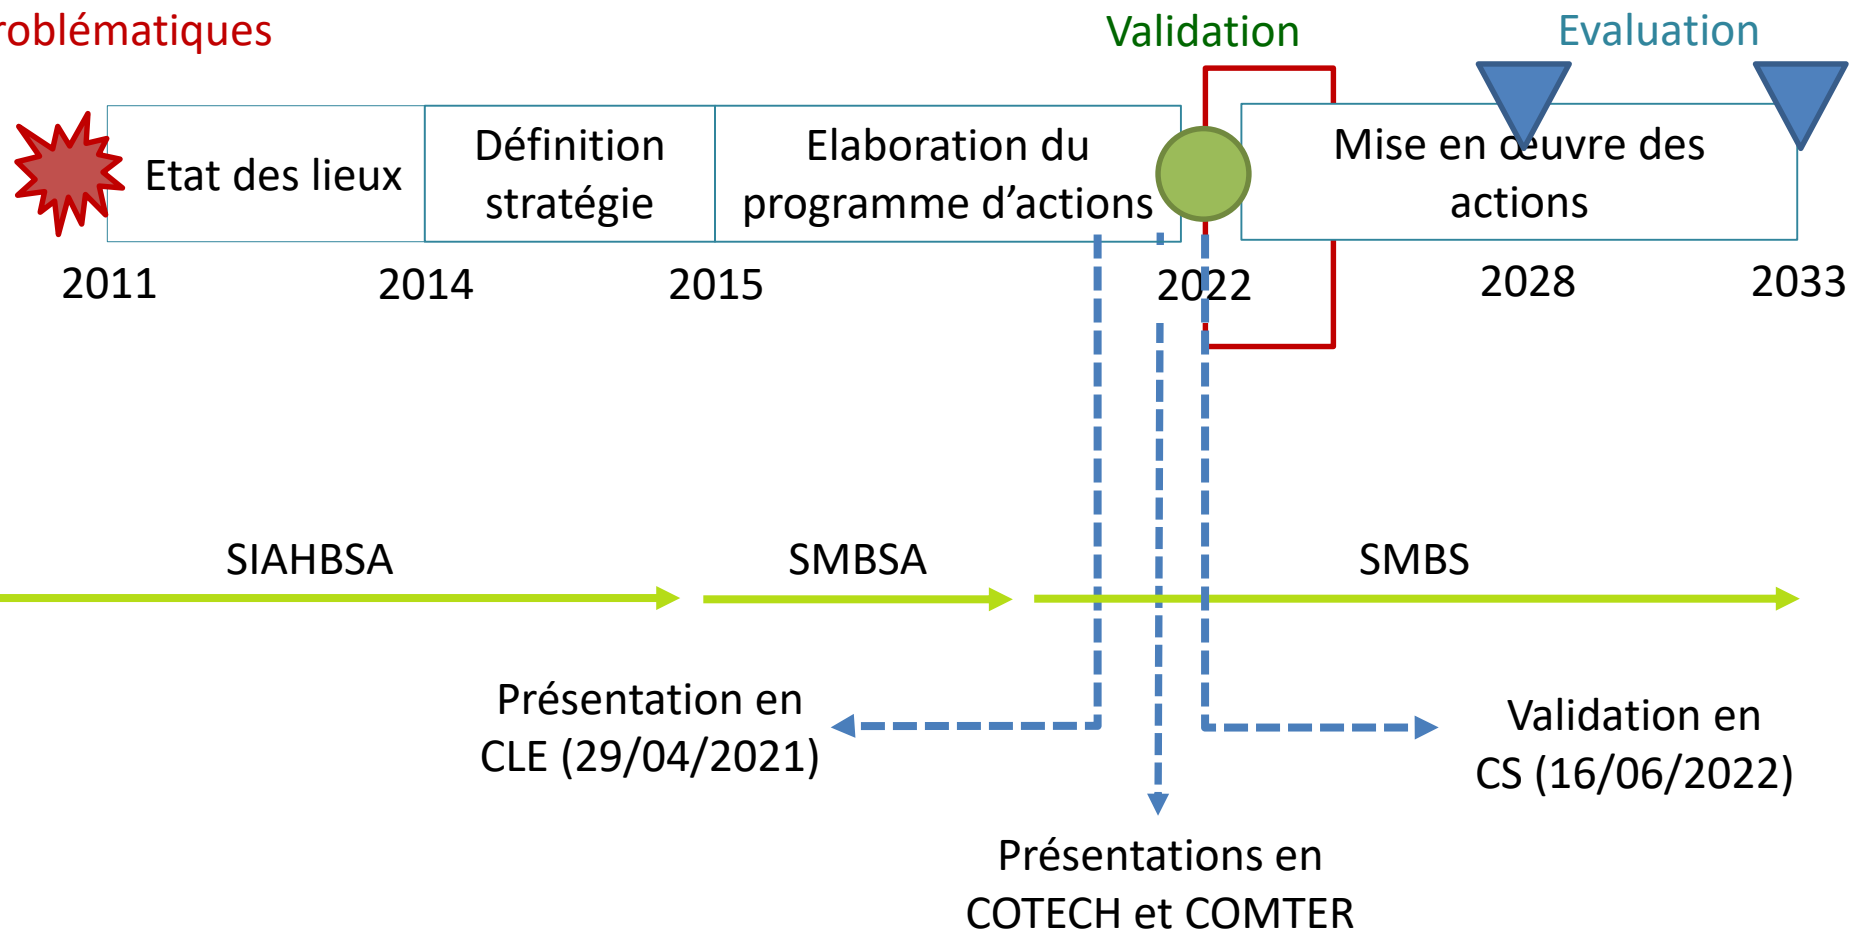 roblématiques
Validation
Evaluation
Etat des lieux
Définition
stratégie
Elaboration du
programme d'actions
Mise en œuvre des
actions
2011
2014
2015
2022
2028
2033
SIAHBSA
SMBSA
SMBS
Présentation en
CLE (29/04/2021)
Validation en
CS (16/06/2022)
Présentations en
COTECH et COMTER